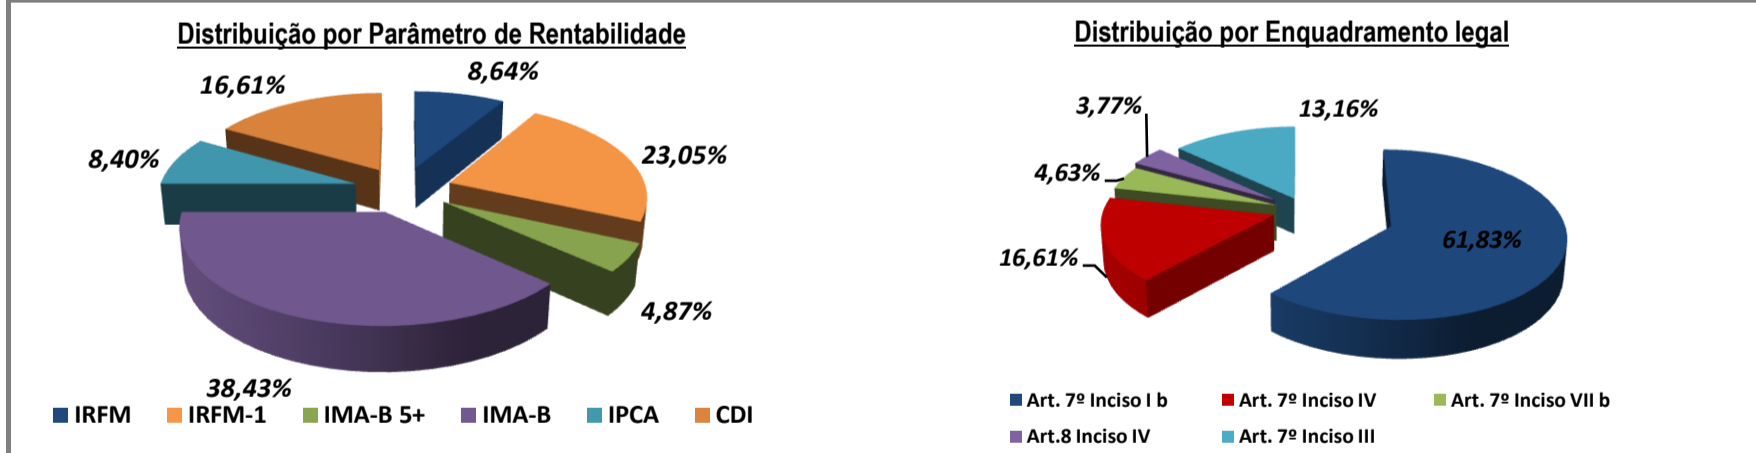 Distribuição por Parâmetro de Rentabilidade
8,64%
16,61%
23,05%
8,40%
4,87%
38,43%
IRFM IRFM-1 IMA-B 5+ IMA-B IPCA CDI
Distribuição por Enquadramento legal
3,77%
13,16%
4,63%
61,83%
16,61%
Art. 7º Inciso I b Art. 7º Inciso IV Art. 7º Inciso VII b
Art.8 Inciso IV Art. 7º Inciso III